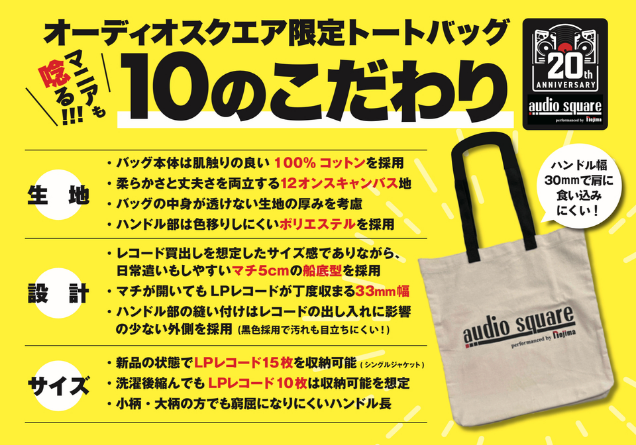 オーディオスクエア限定トートバッグ
マニアも
唸る!!!
10のこだわり
20th
ANNIVERSARY
audio square
performanced by Nojima
ハンドル幅
30mmで肩に
食い込み
にくい！
生 地
・バッグ本体は肌触りの良い 100% コットンを採用
・柔らかさと丈夫さを両立する12オンスキャンバス地
・バッグの中身が透けない生地の厚みを考慮
・ハンドル部は色移りしにくいポリエステルを採用
設 計
・レコード買出しを想定したサイズ感でありながら、
日常遣いもしやすいマチ5cmの船底型を採用
・マチが開いてもLPレコードが丁度収まる33mm幅
・ハンドル部の縫い付けはレコードの出し入れに影響
の少ない外側を採用 (黒色採用で汚れも目立ちにくい！)
サイズ
・新品の状態でLPレコード15枚を収納可能 (シングルジャケット)
・洗濯後縮んでも LPレコード10枚は収納可能を想定
・小柄・大柄の方でも窮屈になりにくいハンドル長
audio square
performanced by Nojima